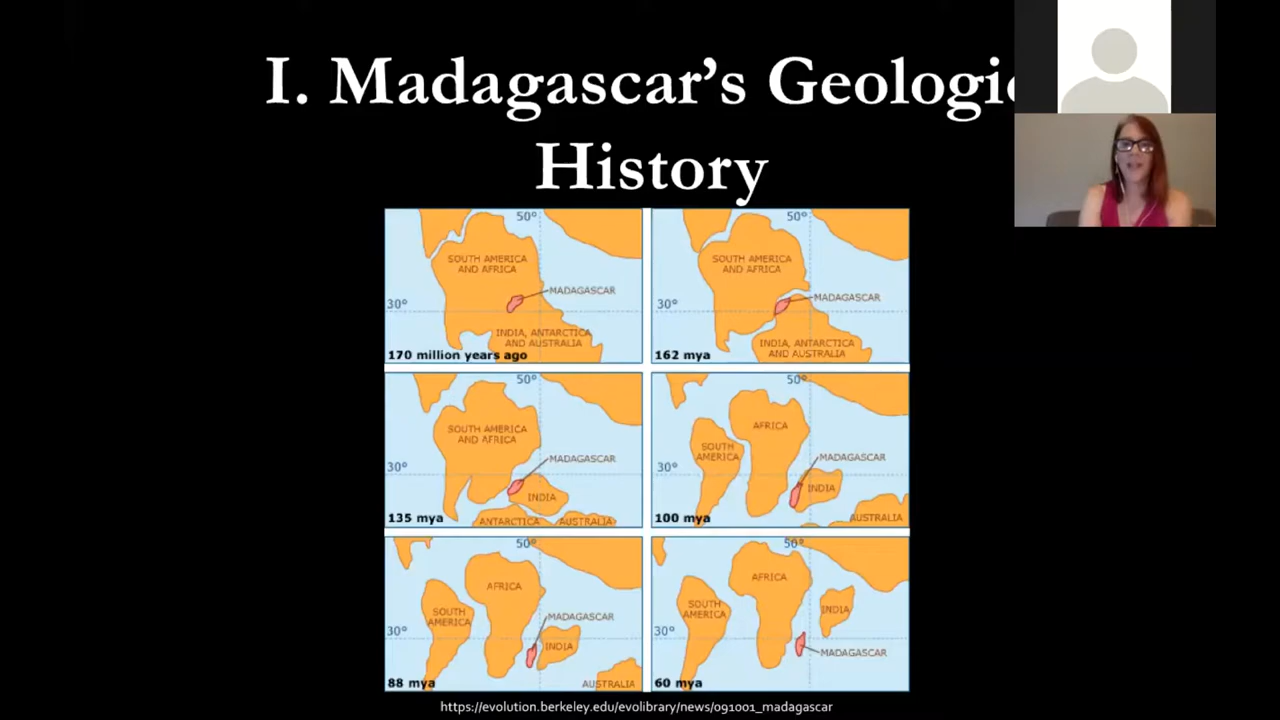 I. Madagascar’s Geologic
History
50°
SOUTH AMERICA
AND AFRICA
MADAGASCAR
30°
INDIA, ANTARCTICA
AND AUSTRALIA
170 million years ago
50°
SOUTH AMERICA
AND AFRICA
MADAGASCAR
30°
INDIA, ANTARCTICA
AND AUSTRALIA
162 mya
50°
SOUTH AMERICA
AND AFRICA
MADAGASCAR
30°
INDIA
135 mya
ANTARCTICA
AUSTRALIA
50°
AFRICA
SOUTH
AMERICA
MADAGASCAR
30°
INDIA
100 mya
AUSTRALIA
50°
AFRICA
SOUTH
AMERICA
MADAGASCAR
30°
INDIA
88 mya
AUSTRALIA
50°
AFRICA
SOUTH
AMERICA
INDIA
30°
MADAGASCAR
60 mya
https://evolution.berkeley.edu/evolibrary/news/091001_madagascar